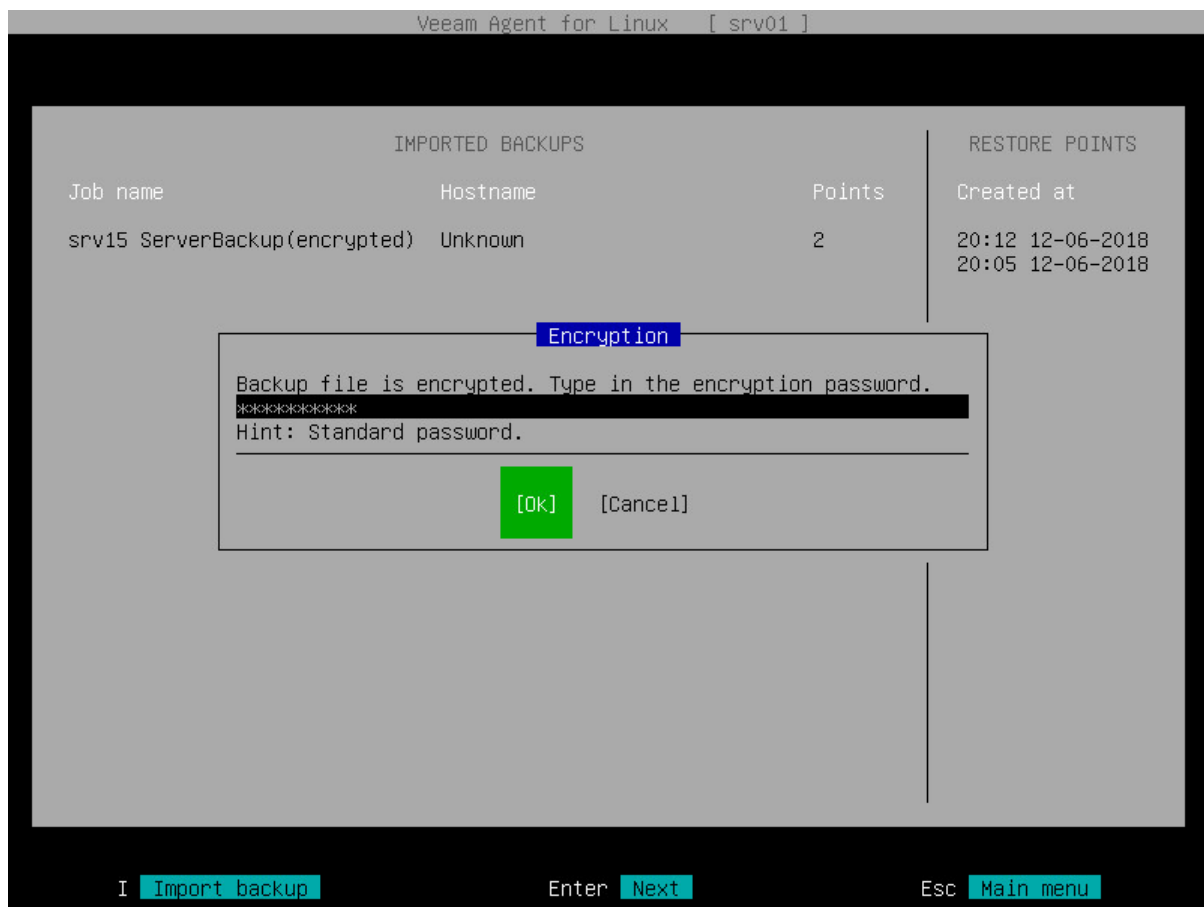 Veeam Agent for Linux [ srv01 ]
IMPORTED BACKUPS
RESTORE POINTS
Job name Hostname Points Created at
srv15 ServerBackup(encrypted) Unknown 2 20:12 12-06-2018
20:05 12-06-2018
Encryption
Backup file is encrypted. Type in the encryption password.
**********
Hint: Standard password.
[Ok] [Cancel]
I Import backup Enter Next Esc Main menu